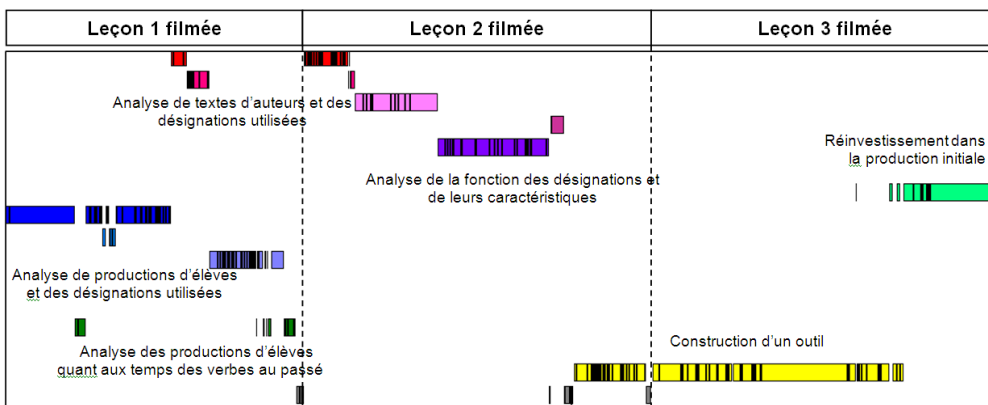 Leçon 1 filmée
Leçon 2 filmée
Leçon 3 filmée
Analyse de textes d'auteurs et des
désignations utilisées
Réinvestissement dans
la production initiale
Analyse de la fonction des désignations et
de leurs caractéristiques
Analyse de productions d'élèves
et des désignations utilisées
Construction d'un outil
Analyse des productions d'élèves
quant aux temps des verbes au passé